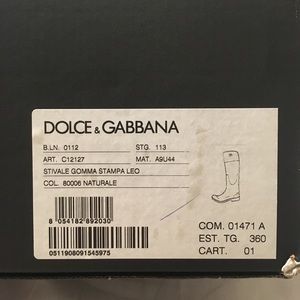 DOLCE & GABBANA
B.LN. 0112 STG. 113
ART. C12127 MAT. A9U44
STIVALE GOMMA STAMPA LEO
COL. 80006 NATURALE
8 054182 892030
0511908091545975
COM. 01471 A
EST. TG. 360
CART. 01